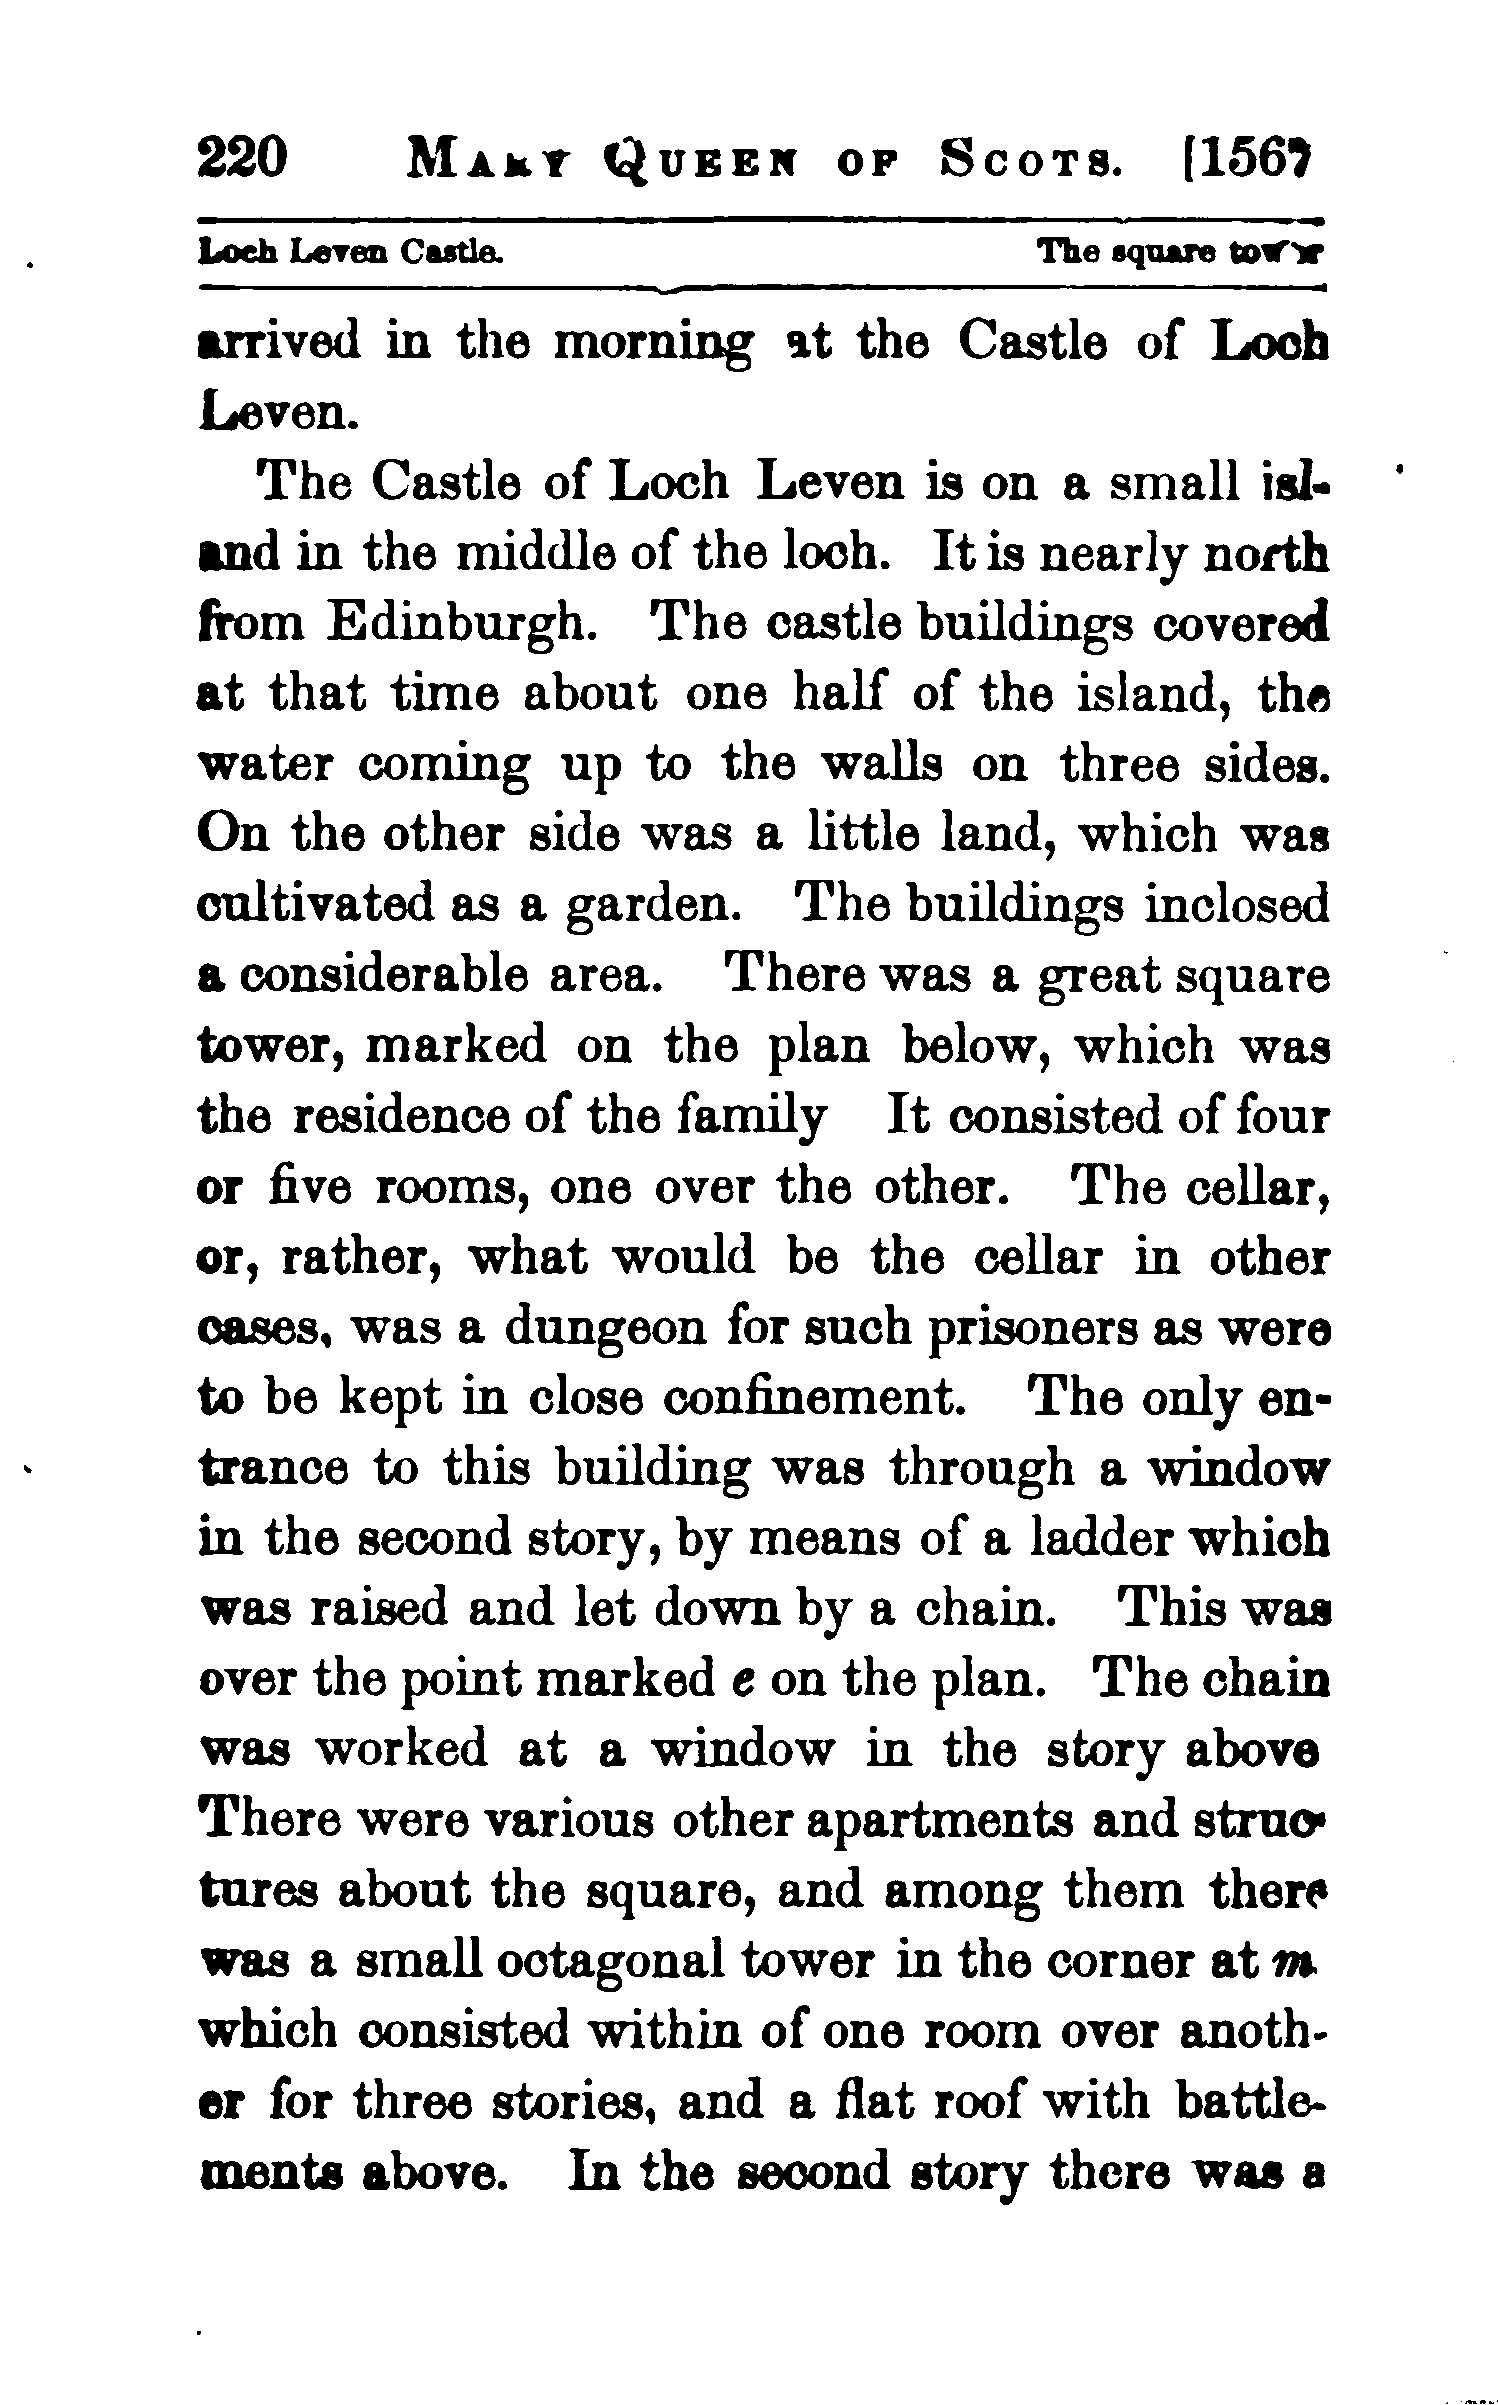 220 MARY QUEEN OF SCOTS. [1567
Loch Leven Castle. The square tower
arrived in the morning at the Castle of Loch
Leven.
The Castle of Loch Leven is on a small isl-
and in the middle of the loch. It is nearly north
from Edinburgh. The castle buildings covered
at that time about one half of the island, the
water coming up to the walls on three sides.
On the other side was a little land, which was
cultivated as a garden. The buildings inclosed
a considerable area. There was a great square
tower, marked on the plan below, which was
the residence of the family It consisted of four
or five rooms, one over the other. The cellar,
or, rather, what would be the cellar in other
cases, was a dungeon for such prisoners as were
to be kept in close confinement. The only en-
trance to this building was through a window
in the second story, by means of a ladder which
was raised and let down by a chain. This was
over the point marked e on the plan. The chain
was worked at a window in the story above
There were various other apartments and struc-
tures about the square, and among them there
was a small octagonal tower in the corner at m
which consisted within of one room over anoth-
er for three stories, and a flat roof with battle-
ments above. In the second story there was a